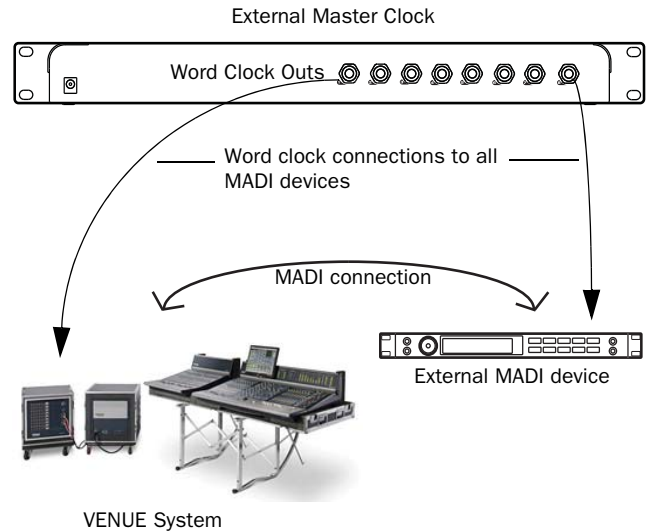 External Master Clock
Word Clock Outs
Word clock connections to all
MADI devices
MADI connection
External MADI device
VENUE System